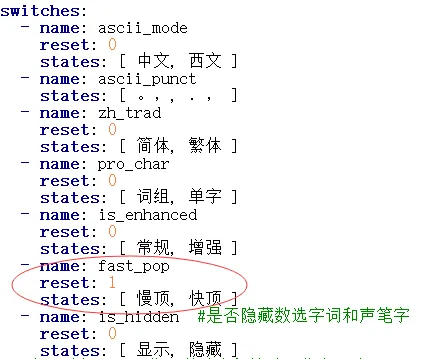 switches:
- name: ascii_mode
reset: 0
states: [ 中文, 西文 ]
- name: ascii_punct
reset: 0
states: [ 。,, ., ]
- name: zh_trad
reset: 0
states: [ 简体, 繁体 ]
- name: pro_char
reset: 0
states: [ 词组, 单字 ]
- name: is_enhanced
reset: 0
states: [ 常规, 增强 ]
- name: fast_pop
reset: 1
states: [ 慢顶, 快顶 ]
- name: is_hidden #是否隐藏数选字词和声笔字
reset: 0
states: [ 显示, 隐藏 ]